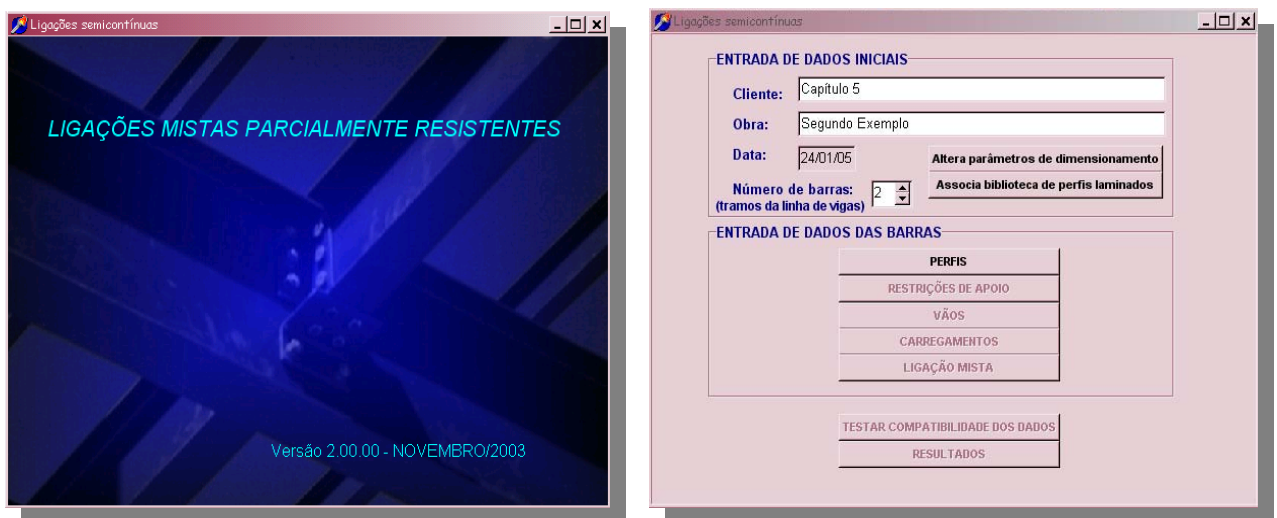 Ligações semicontínuas
LIGAÇÕES MISTAS PARCIALMENTE RESISTENTES
Versão 2.00.00 - NOVEMBRO/2003
Ligações semicontínuas
ENTRADA DE DADOS INICIAIS
Cliente: Capítulo 5
Obra: Segundo Exemplo
Data: 24/01/05
Altera parâmetros de dimensionamento
Associa biblioteca de perfis laminados
Número de barras: 2
(tramos da linha de vigas)
ENTRADA DE DADOS DAS BARRAS
PERFIS
RESTRIÇÕES DE APOIO
VÃOS
CARREGAMENTOS
LIGAÇÃO MISTA
TESTAR COMPATIBILIDADE DOS DADOS
RESULTADOS